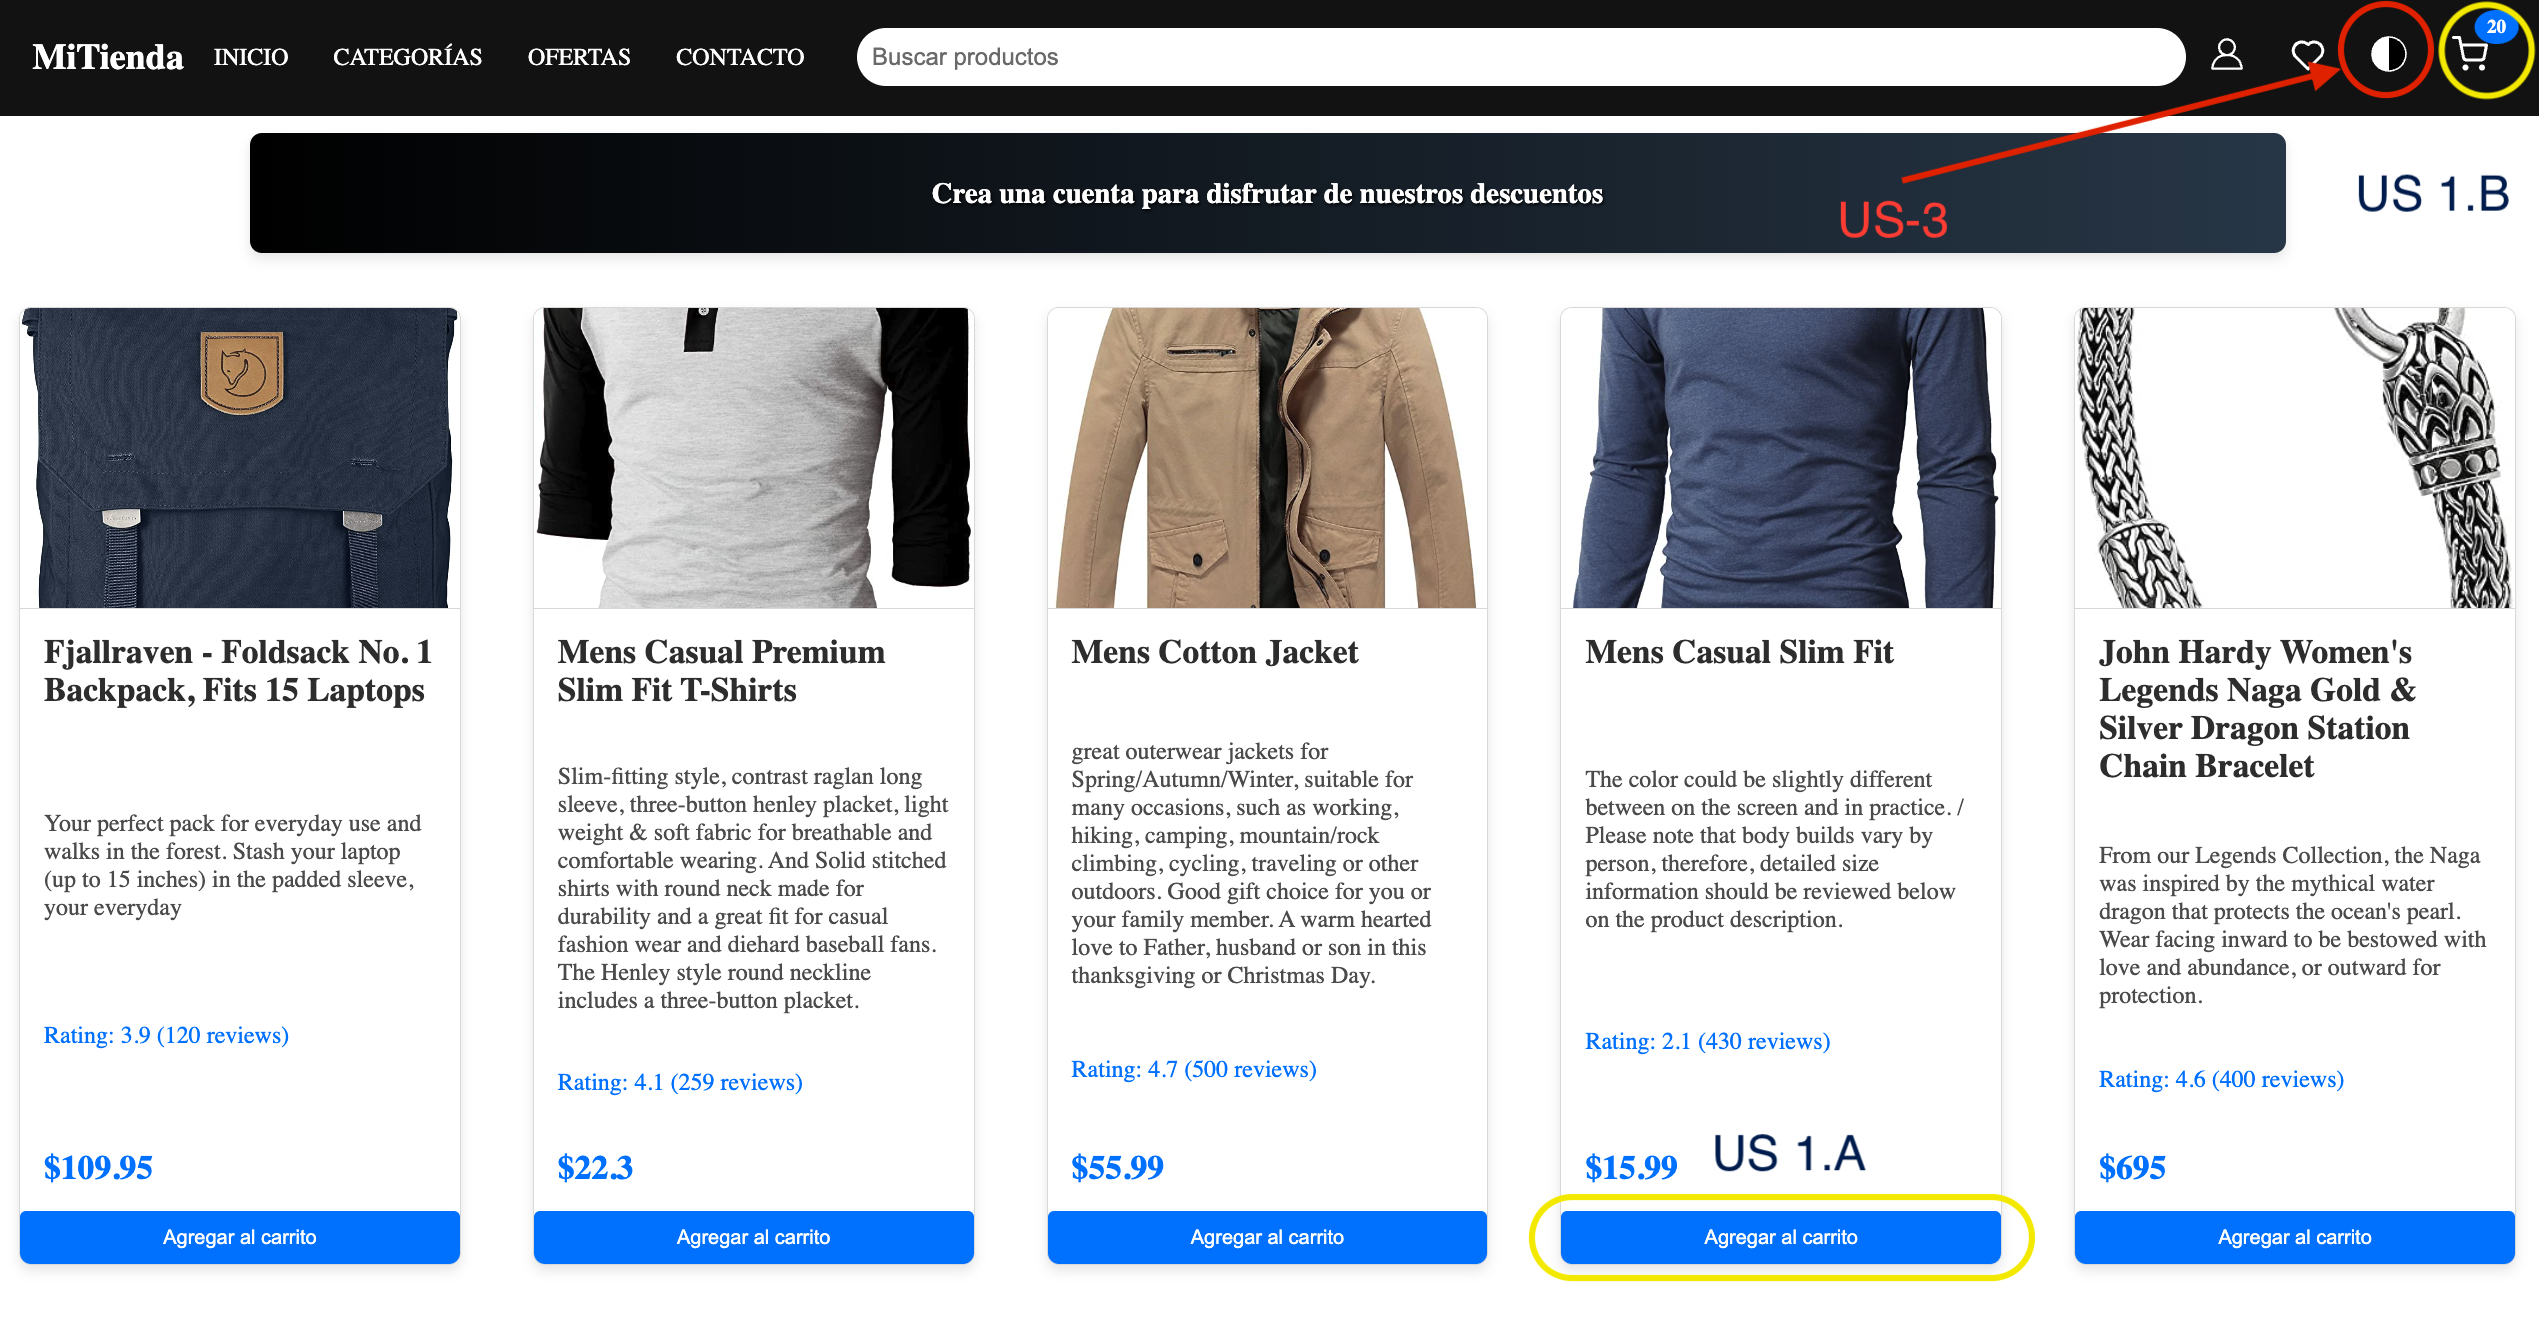 MiTienda INICIO CATEGORÍAS OFERTAS CONTACTO Buscar productos 20
Crea una cuenta para disfrutar de nuestros descuentos
US-3
US 1.B
Fjallraven - Foldsack No. 1
Backpack, Fits 15 Laptops
Your perfect pack for everyday use and
walks in the forest. Stash your laptop
(up to 15 inches) in the padded sleeve,
your everyday
Rating: 3.9 (120 reviews)
$109.95
Agregar al carrito
Mens Casual Premium
Slim Fit T-Shirts
Slim-fitting style, contrast raglan long
sleeve, three-button henley placket, light
weight & soft fabric for breathable and
comfortable wearing. And Solid stitched
shirts with round neck made for
durability and a great fit for casual
fashion wear and diehard baseball fans.
The Henley style round neckline
includes a three-button placket.
Rating: 4.1 (259 reviews)
$22.3
Agregar al carrito
Mens Cotton Jacket
great outerwear jackets for
Spring/Autumn/Winter, suitable for
many occasions, such as working,
hiking, camping, mountain/rock
climbing, cycling, traveling or other
outdoors. Good gift choice for you or
your family member. A warm hearted
love to Father, husband or son in this
thanksgiving or Christmas Day.
Rating: 4.7 (500 reviews)
$55.99
Agregar al carrito
Mens Casual Slim Fit
The color could be slightly different
between on the screen and in practice. /
Please note that body builds vary by
person, therefore, detailed size
information should be reviewed below
on the product description.
Rating: 2.1 (430 reviews)
$15.99
US 1.A
Agregar al carrito
John Hardy Women's
Legends Naga Gold &
Silver Dragon Station
Chain Bracelet
From our Legends Collection, the Naga
was inspired by the mythical water
dragon that protects the ocean's pearl.
Wear facing inward to be bestowed with
love and abundance, or outward for
protection.
Rating: 4.6 (400 reviews)
$695
Agregar al carrito